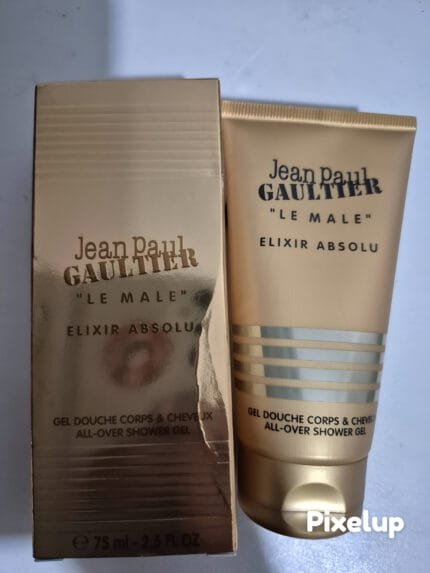 Jean Paul
GAULTIER
"LE MALE"
ELIXIR ABSOLU
GEL DOUCHE CORPS & CHEVEUX
ALL-OVER SHOWER GEL
℮ 75 ml - 2.5 FL OZ
Jean Paul
GAULTIER
"LE MALE"
ELIXIR ABSOLU
GEL DOUCHE CORPS & CHEVEUX
ALL-OVER SHOWER GEL
Pixelup